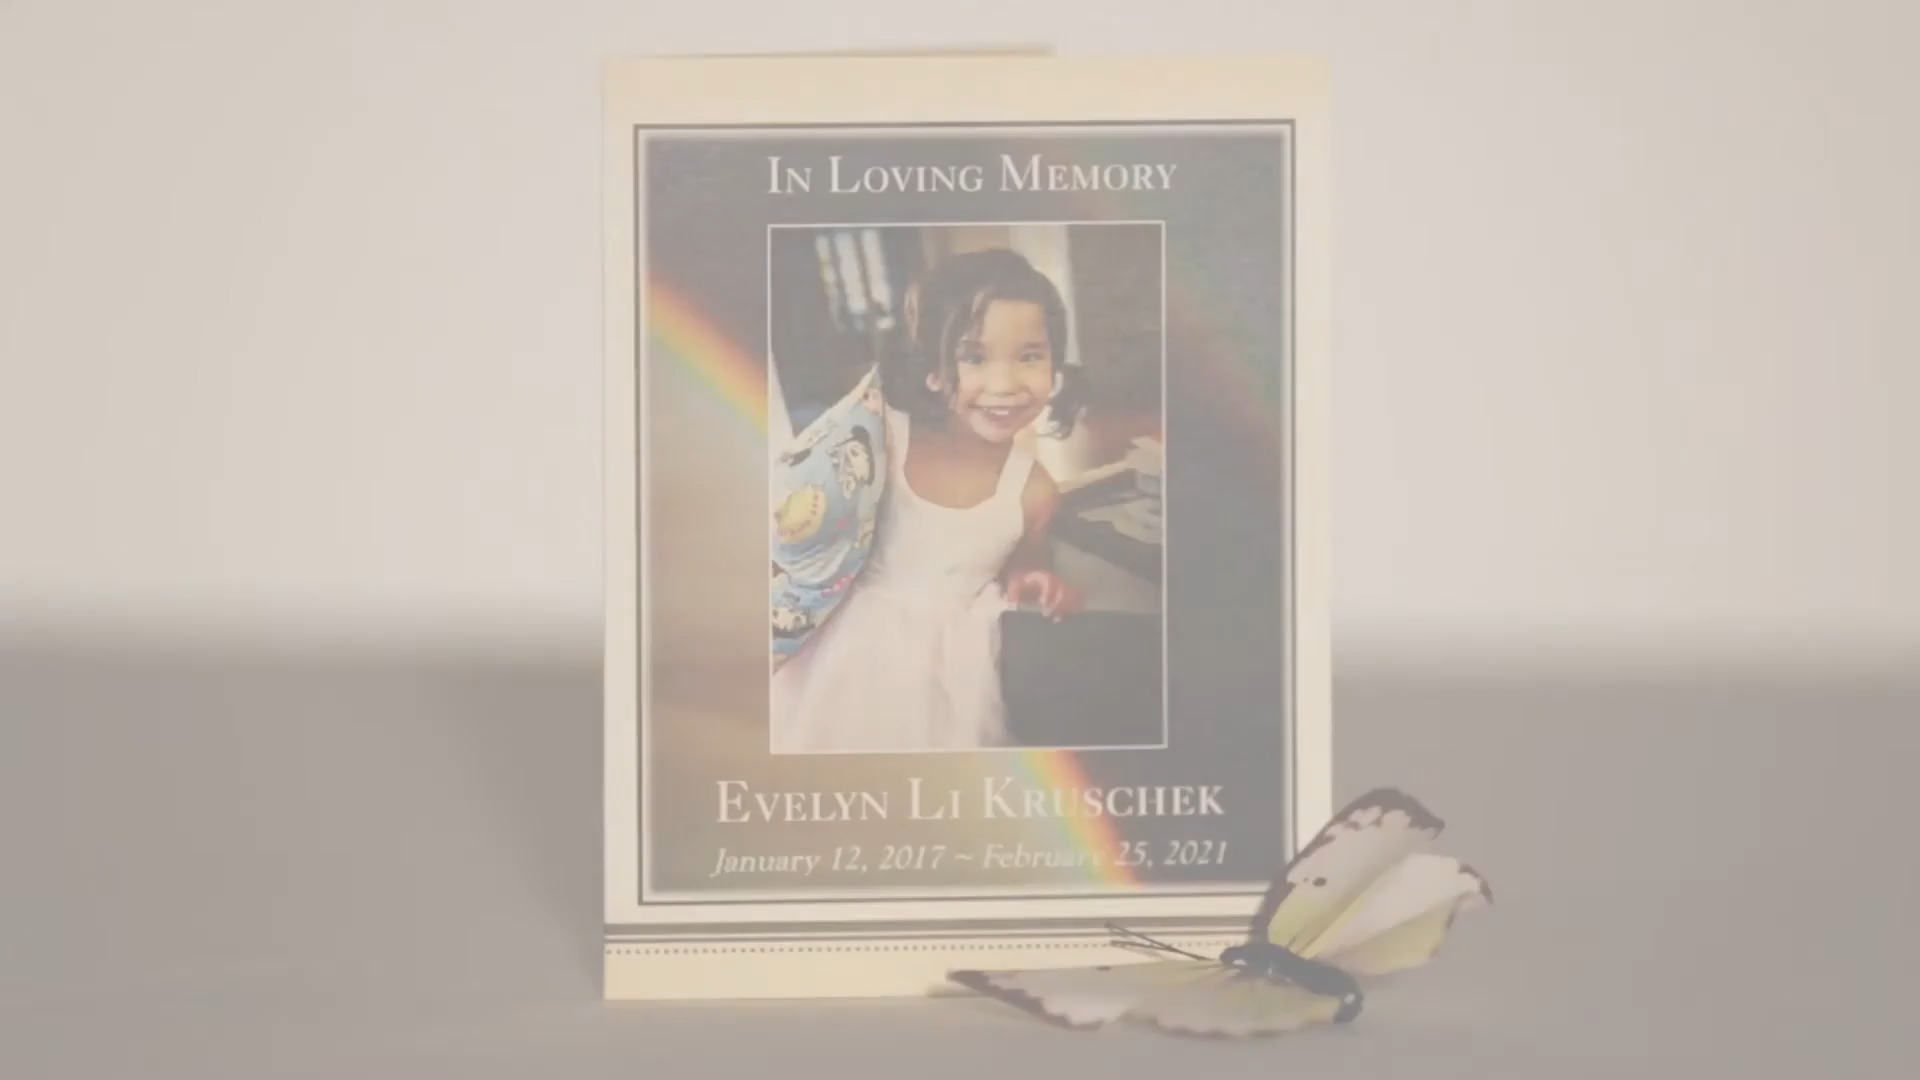 In Loving Memory
Evelyn Li Kruschek
January 12, 2017 ~ February 25, 2021